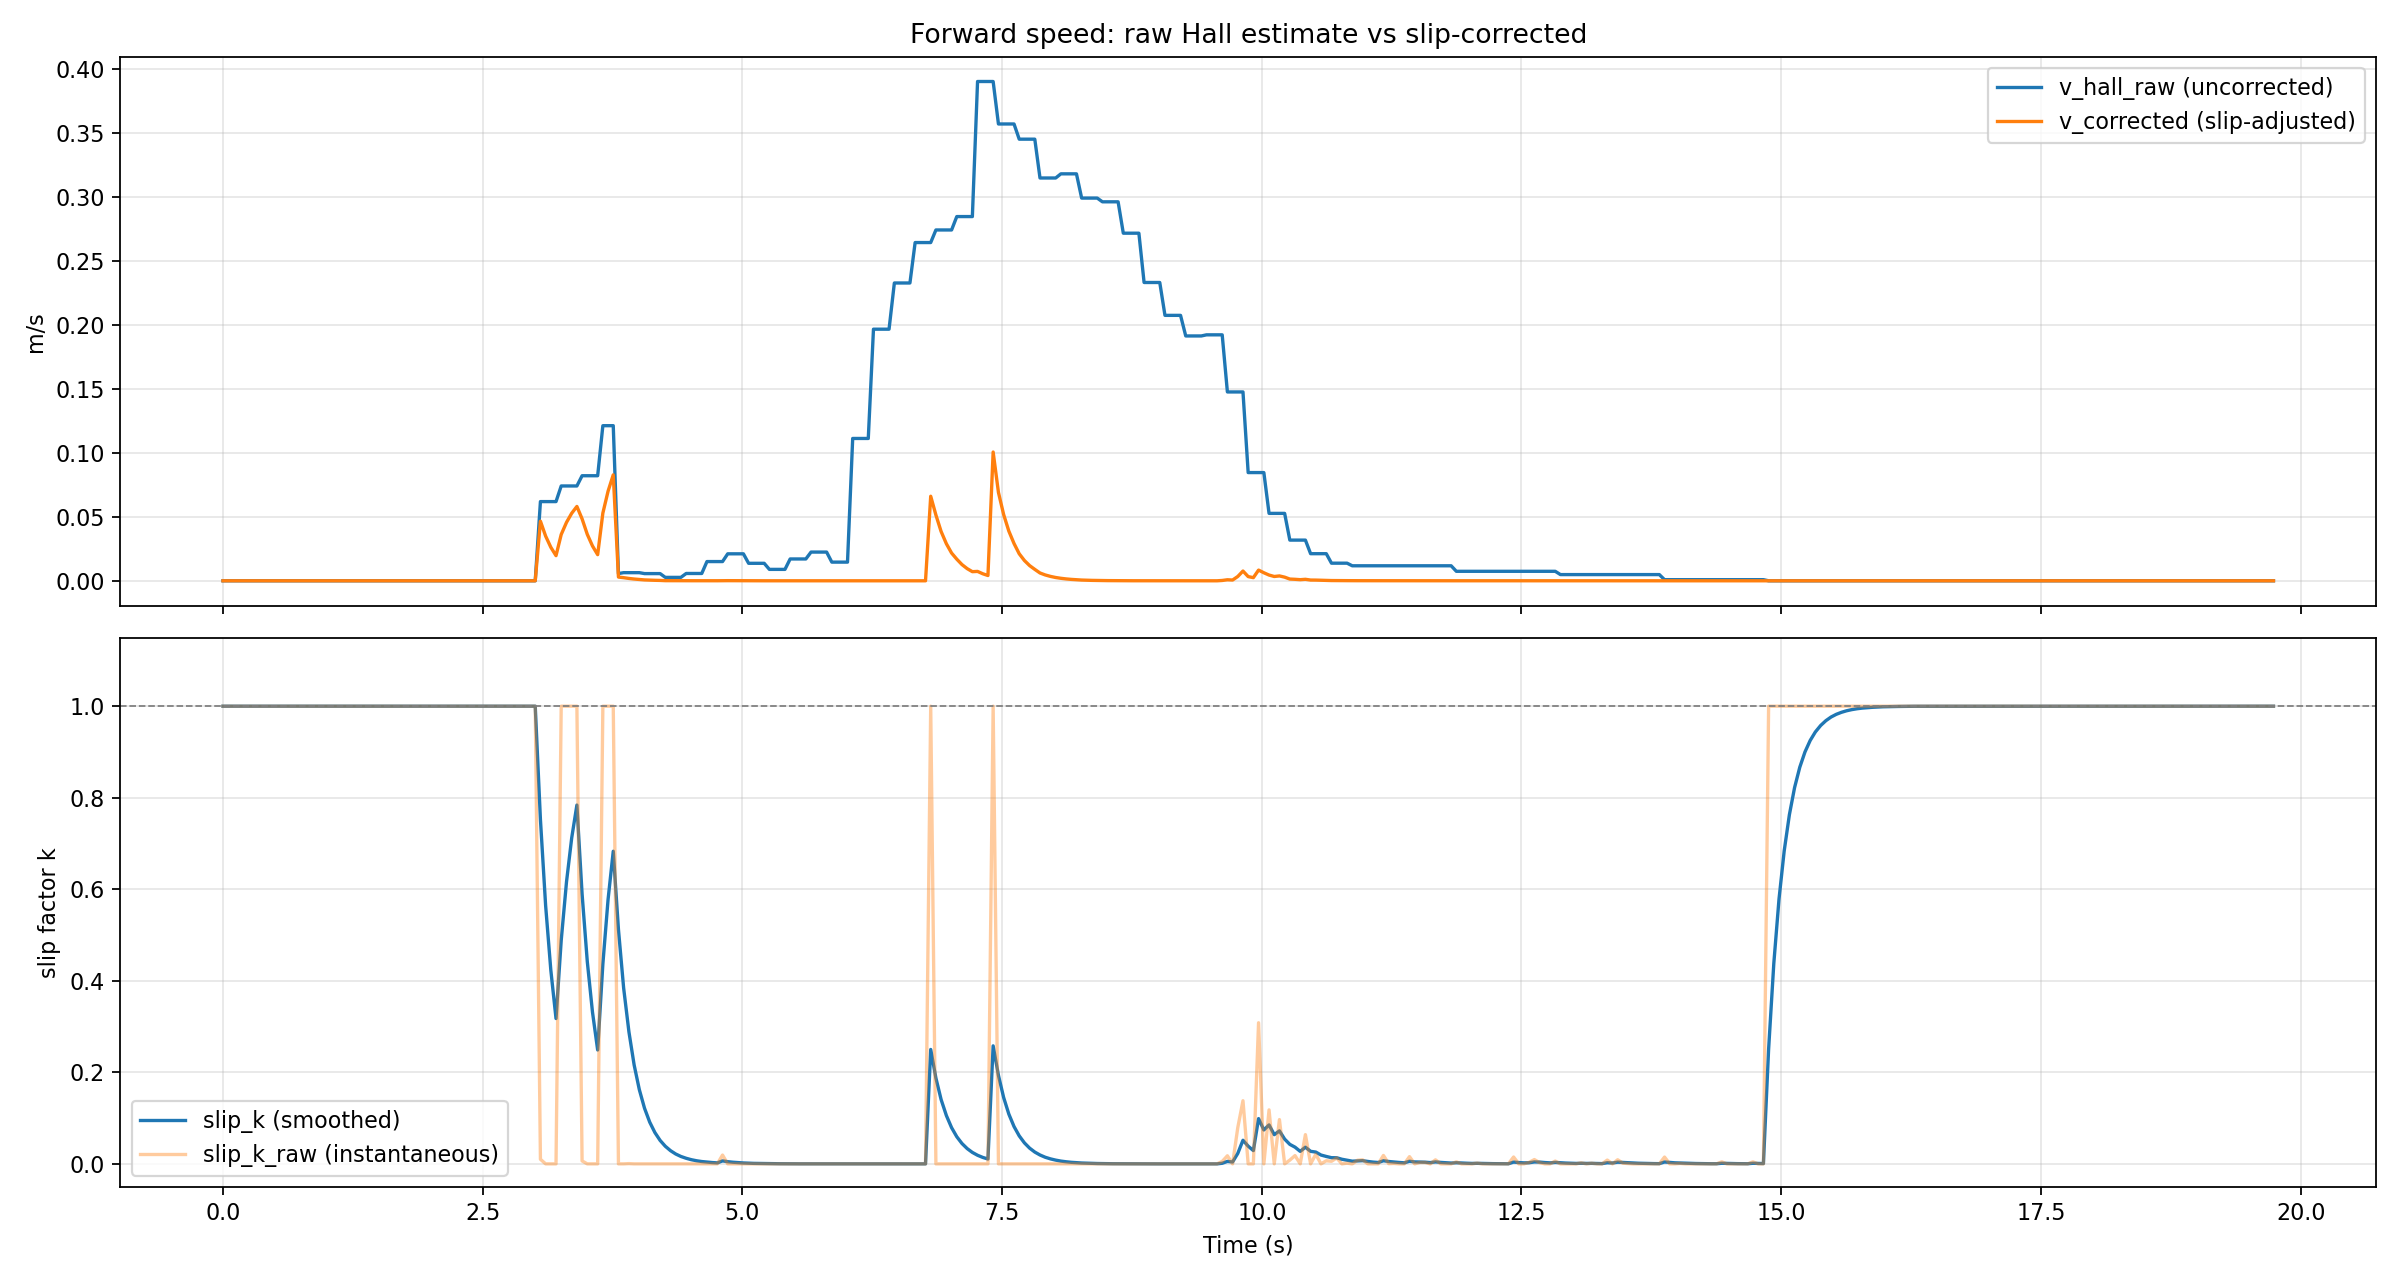 Forward speed: raw Hall estimate vs slip-corrected
v_hall_raw (uncorrected)
v_corrected (slip-adjusted)
m/s
0.40
0.35
0.30
0.25
0.20
0.15
0.10
0.05
0.00
slip factor k
1.0
0.8
0.6
0.4
0.2
0.0
slip_k (smoothed)
slip_k_raw (instantaneous)
0.0 2.5 5.0 7.5 10.0 12.5 15.0 17.5 20.0
Time (s)